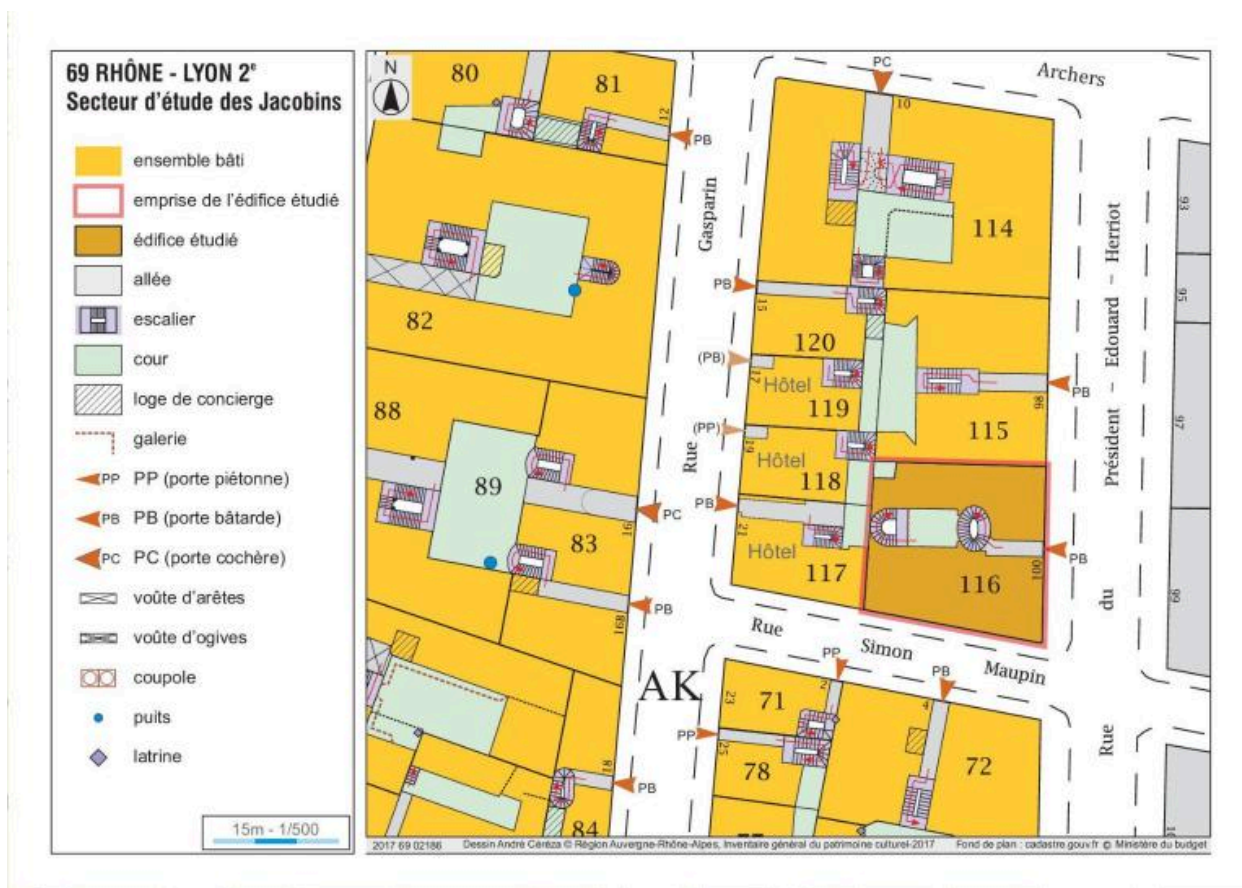 69 RHÔNE - LYON 2e
Secteur d'étude des Jacobins
ensemble bâti
emprise de l'édifice étudié
édifice étudié
allée
escalier
cour
loge de concierge
galerie
PP PP (porte piétonne)
PB PB (porte bâtarde)
PC PC (porte cochère)
voûte d'arêtes
voûte d'ogives
coupole
puits
latrine
15m - 1/500
N
80
81
12
PB
PC
10
Archers
Gasparin
Rue
82
114
93
95
97
99
PB
15
120
(PB)
17
Hôtel
119
98
PB
115
(PP)
19
Hôtel
118
88
89
83
16
PC
PB
21
Hôtel
117
116
100
PB
168
PB
Rue Simon Maupin
Rue du Président - Edouard - Herriot
AK
PP
2
PB
4
23
71
PP
25
78
72
18
PB
84
2017 69 02186
Dessin André Céréza © Région Auvergne-Rhône-Alpes, Inventaire général du patrimoine culturel-2017
Fond de plan : cadastre.gouv.fr © Ministère du budget